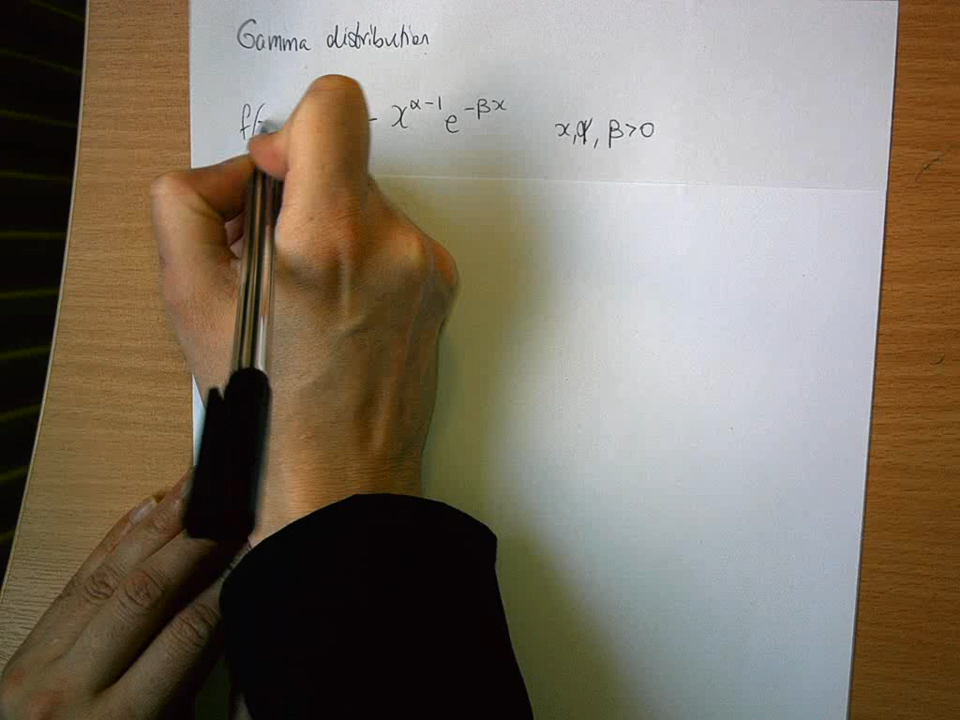 Gamma distribution
f( x^{α-1} e^{-βx} x, α, β>0